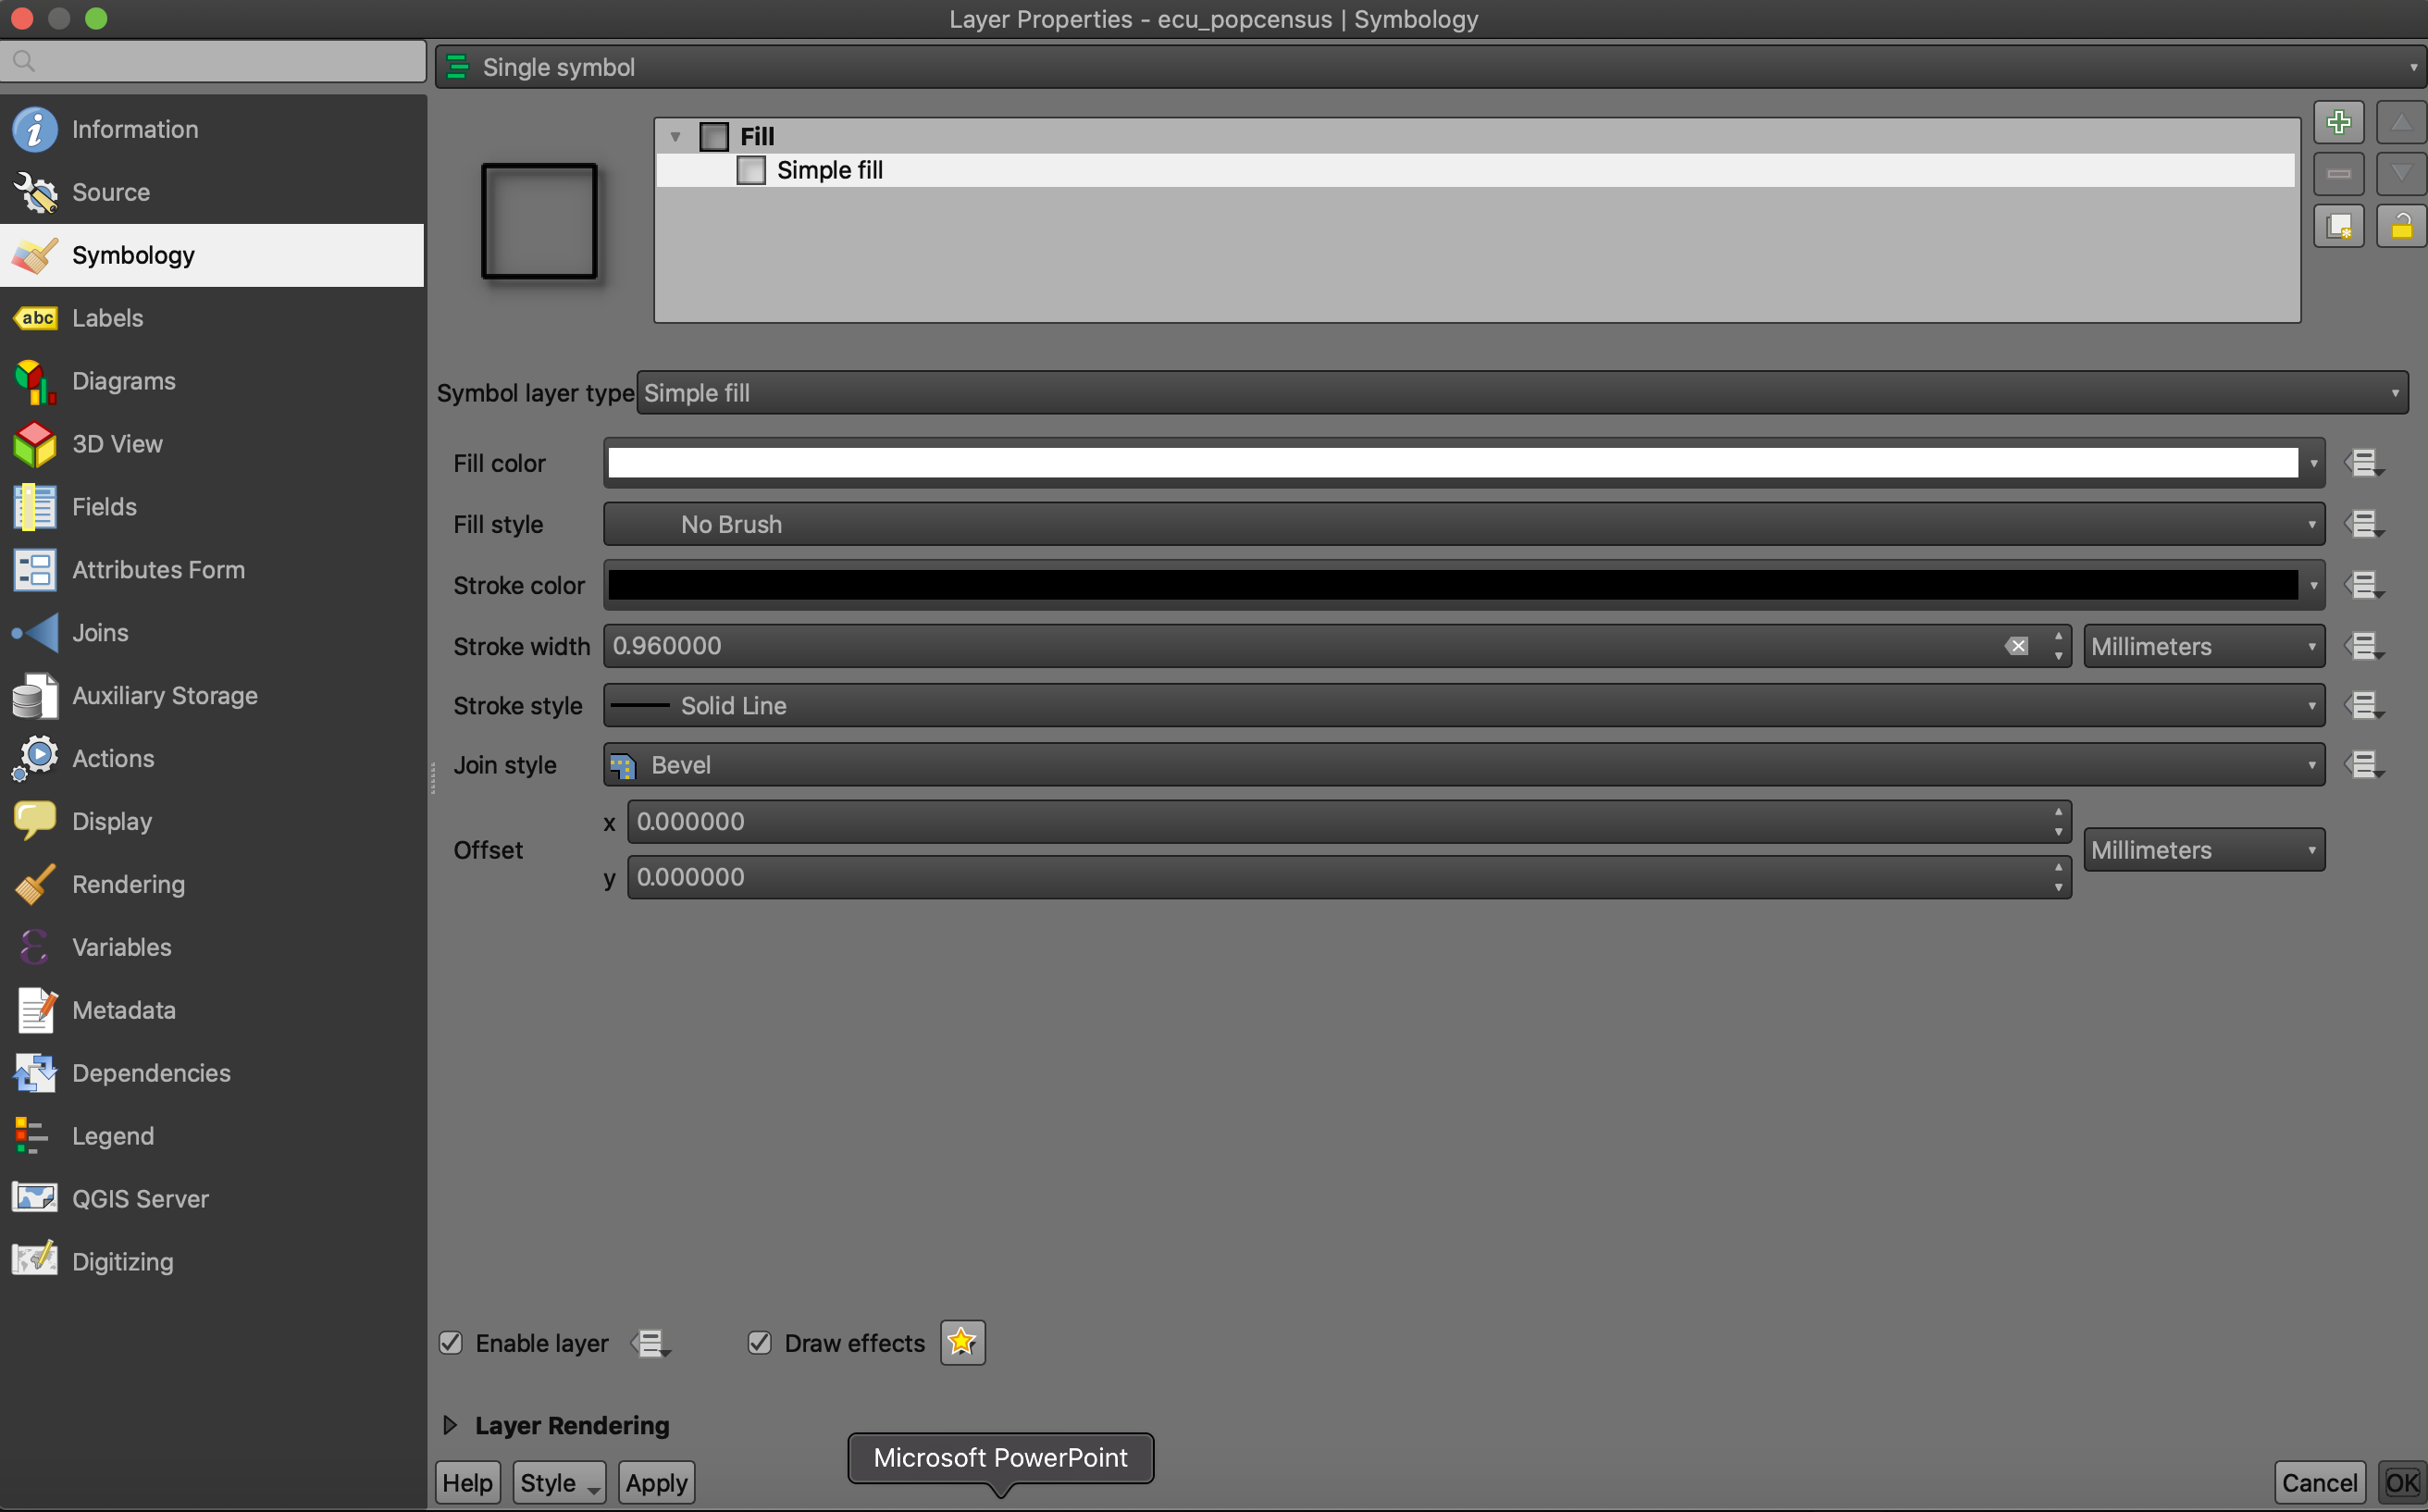 Layer Properties - ecu_popcensus | Symbology
Single symbol
Information
Source
Symbology
abc Labels
Diagrams
3D View
Fields
Attributes Form
Joins
Auxiliary Storage
Actions
Display
Rendering
Variables
Metadata
Dependencies
Legend
QGIS Server
Digitizing
Fill
Simple fill
Symbol layer type Simple fill
Fill color
Fill style No Brush
Stroke color
Stroke width 0.960000 Millimeters
Stroke style Solid Line
Join style Bevel
Offset
x 0.000000
y 0.000000
Millimeters
Enable layer Draw effects
Layer Rendering
Microsoft PowerPoint
Help Style Apply Cancel OK